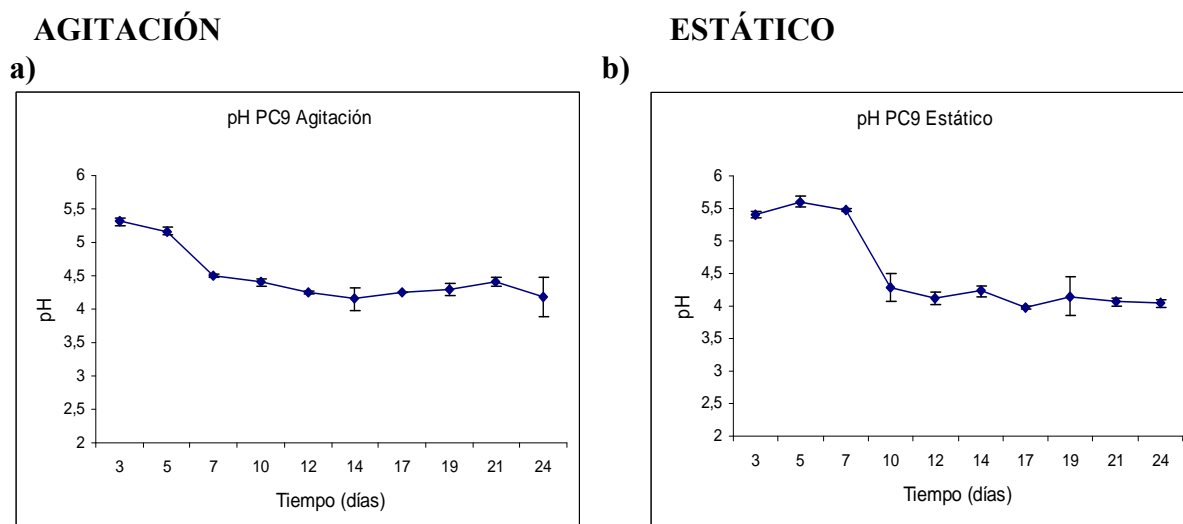 AGITACIÓN
a)
pH PC9 Agitación
6
5,5
5
4,5
4
3,5
3
2,5
2
pH
3 5 7 10 12 14 17 19 21 24
Tiempo (días)
ESTÁTICO
b)
pH PC9 Estático
6
5,5
5
4,5
4
3,5
3
2,5
2
pH
3 5 7 10 12 14 17 19 21 24
Tiempo (días)